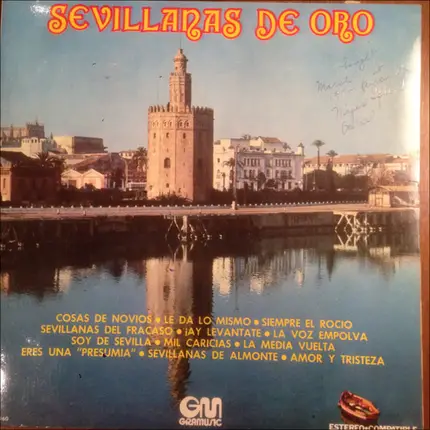 SEVILLANAS DE ORO
COSAS DE NOVIOS • LE DA LO MISMO • SIEMPRE EL ROCIO
SEVILLANAS DEL FRACASO • ¡AY LEVANTATE • LA VOZ EMPOLVA
SOY DE SEVILLA • MIL CARICIAS • LA MEDIA VUELTA
ERES UNA "PRESUMIA" • SEVILLANAS DE ALMONTE • AMOR Y TRISTEZA
GM
GRAMUSIC
ESTEREO-COMPATIBLE